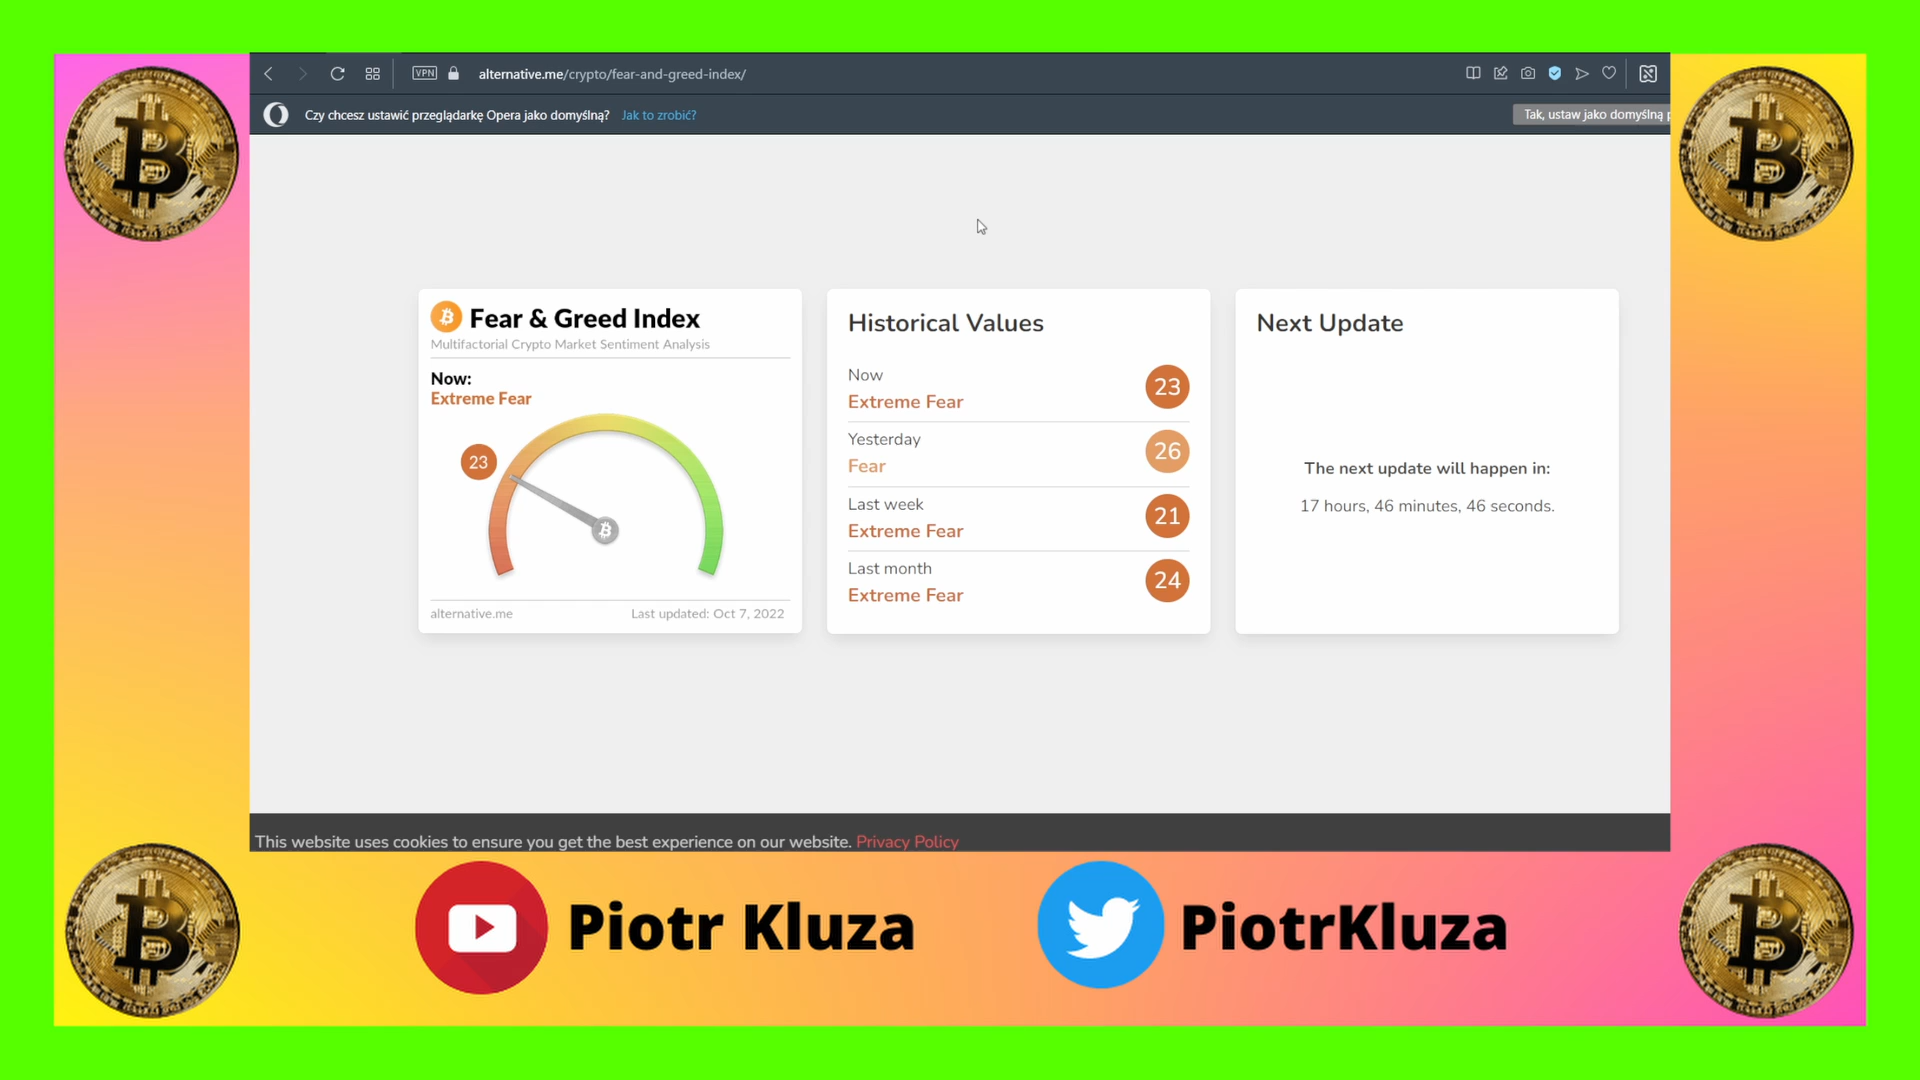 VPN
alternative.me/crypto/fear-and-greed-index/
Czy chcesz ustawić przeglądarkę Opera jako domyślną? Jak to zrobić?
Tak, ustaw jako domyślną
Fear & Greed Index
Multifactorial Crypto Market Sentiment Analysis
Now:
Extreme Fear
23
alternative.me
Last updated: Oct 7, 2022
Historical Values
Now
Extreme Fear
23
Yesterday
Fear
26
Last week
Extreme Fear
21
Last month
Extreme Fear
24
Next Update
The next update will happen in:
17 hours, 46 minutes, 46 seconds.
This website uses cookies to ensure you get the best experience on our website. Privacy Policy
Piotr Kluza
PiotrKluza